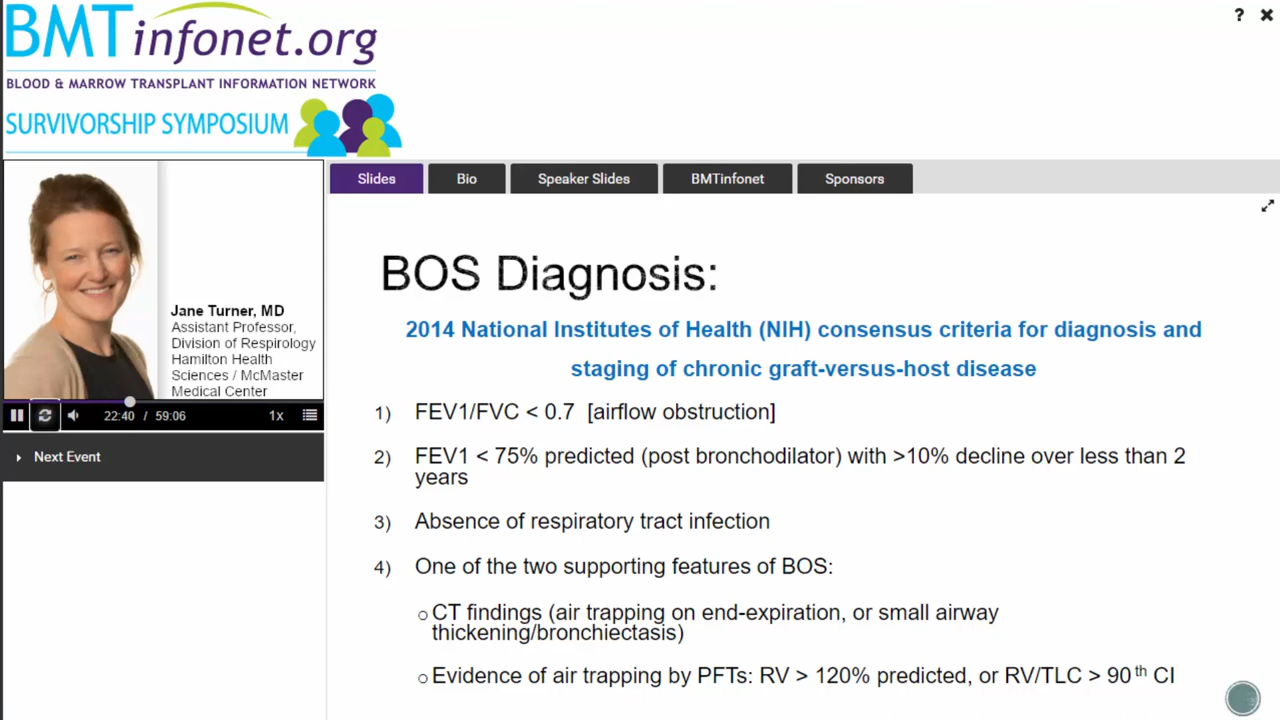 BMTinfonet.org
BLOOD & MARROW TRANSPLANT INFORMATION NETWORK
SURVIVORSHIP SYMPOSIUM
?
Jane Turner, MD
Assistant Professor,
Division of Respirology
Hamilton Health
Sciences / McMaster
Medical Center
22:40 / 59:06 1x
Next Event
Slides Bio Speaker Slides BMTinfonet Sponsors
BOS Diagnosis:
2014 National Institutes of Health (NIH) consensus criteria for diagnosis and
staging of chronic graft-versus-host disease
1) FEV1/FVC < 0.7 [airflow obstruction]
2) FEV1 < 75% predicted (post bronchodilator) with >10% decline over less than 2
years
3) Absence of respiratory tract infection
4) One of the two supporting features of BOS:
○ CT findings (air trapping on end-expiration, or small airway
thickening/bronchiectasis)
○ Evidence of air trapping by PFTs: RV > 120% predicted, or RV/TLC > 90th CI